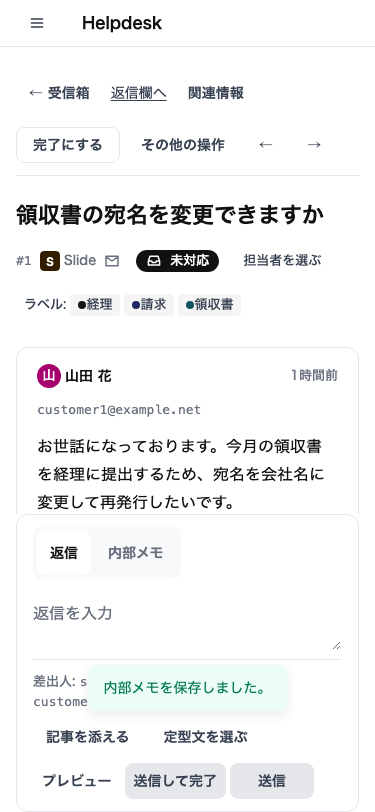 Helpdesk
← 受信箱 返信欄へ 関連情報
完了にする その他の操作 ← →
領収書の宛名を変更できますか
#1 S Slide 未対応 担当者を選ぶ
ラベル: 経理 請求 領収書
山 山田 花 1時間前
customer1@example.net
お世話になっております。今月の領収書
を経理に提出するため、宛名を会社名に
変更して再発行したいです。
返信 内部メモ
返信を入力
差出人: s
custome
内部メモを保存しました。
記事を添える 定型文を選ぶ
プレビュー 送信して完了 送信